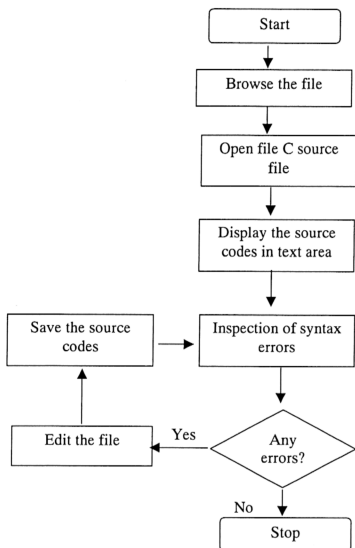 Start
Browse the file
Open file C source
file
Display the source
codes in text area
Save the source
codes
Inspection of syntax
errors
Edit the file
Yes
Any
errors?
No
Stop